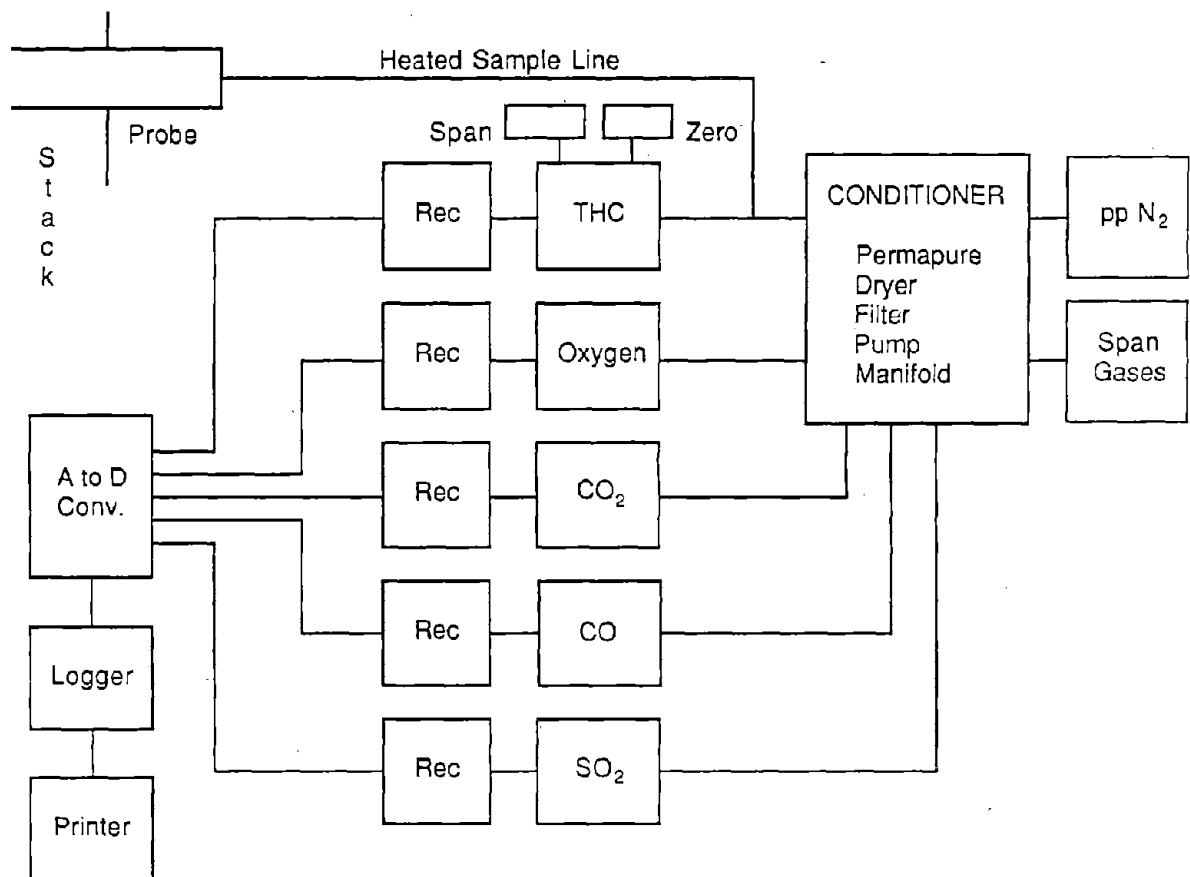 Heated Sample Line
Probe
Stack
Span
Zero
Rec
THC
CONDITIONER
Permapure
Dryer
Filter
Pump
Manifold
pp N₂
Rec
Oxygen
Span
Gases
A to D
Conv.
Rec
CO₂
Rec
CO
Logger
Rec
SO₂
Printer